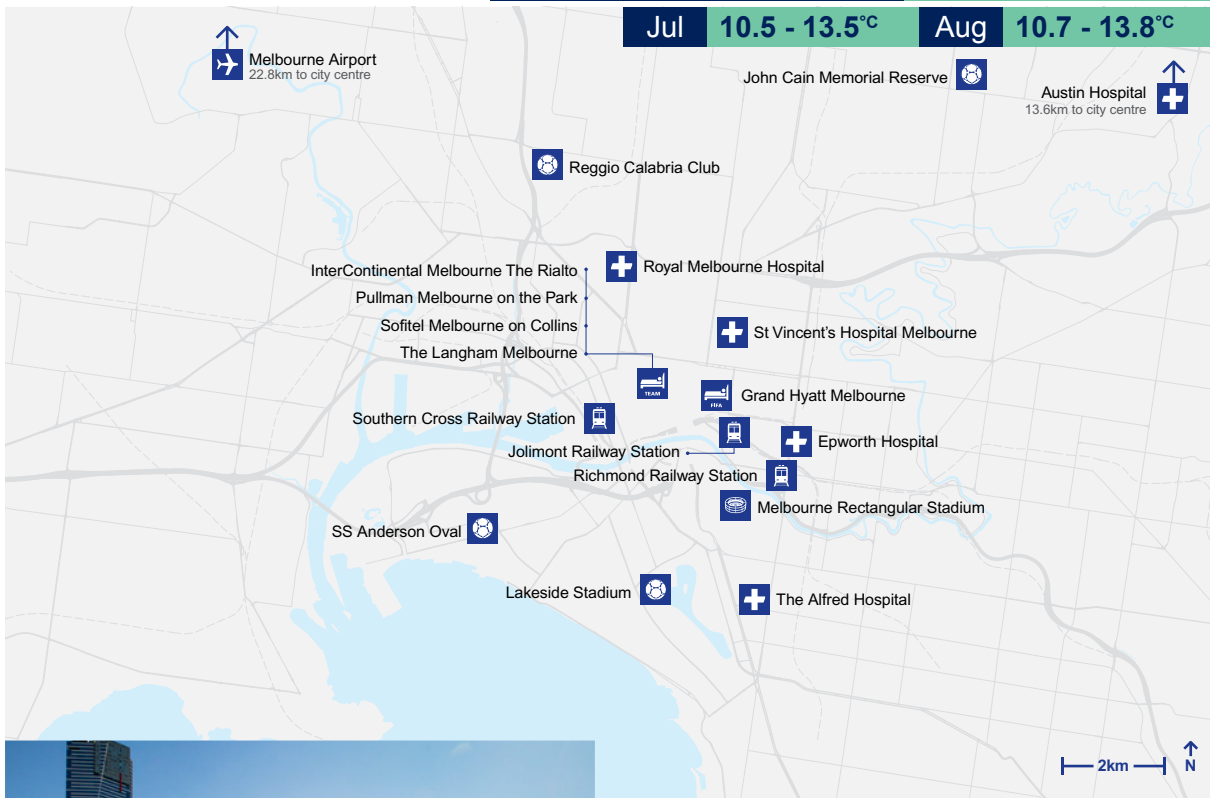 Jul 10.5 - 13.5°C Aug 10.7 - 13.8°C
Melbourne Airport
22.8km to city centre
John Cain Memorial Reserve
Austin Hospital
13.6km to city centre
Reggio Calabria Club
InterContinental Melbourne The Rialto
Royal Melbourne Hospital
Pullman Melbourne on the Park
Sofitel Melbourne on Collins
St Vincent's Hospital Melbourne
The Langham Melbourne
TEAM
FIFA
Grand Hyatt Melbourne
Southern Cross Railway Station
Jolimont Railway Station
Epworth Hospital
Richmond Railway Station
Melbourne Rectangular Stadium
SS Anderson Oval
Lakeside Stadium
The Alfred Hospital
2km
N